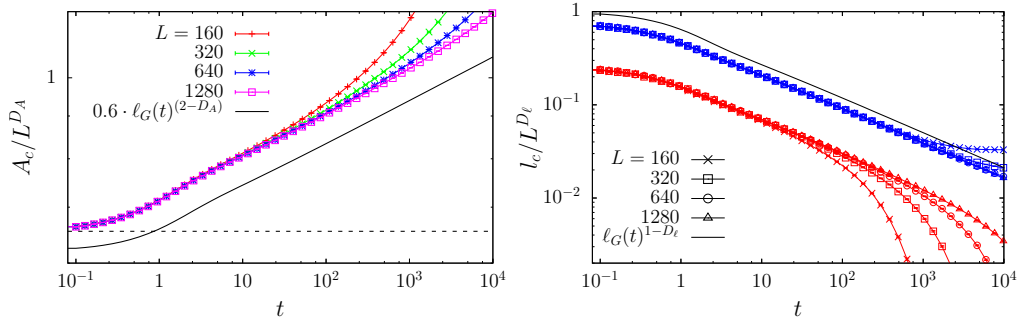 L = 160
320
640
1280
0.6 · ℓ_G(t)^(2−D_A)
1
A_c/L^{D_A}
10^−1 1 10 10^2 10^3 10^4
t
1
10^−1
10^−2
l_c/L^{D_ℓ}
L = 160
320
640
1280
ℓ_G(t)^{1−D_ℓ}
10^−1 1 10 10^2 10^3 10^4
t